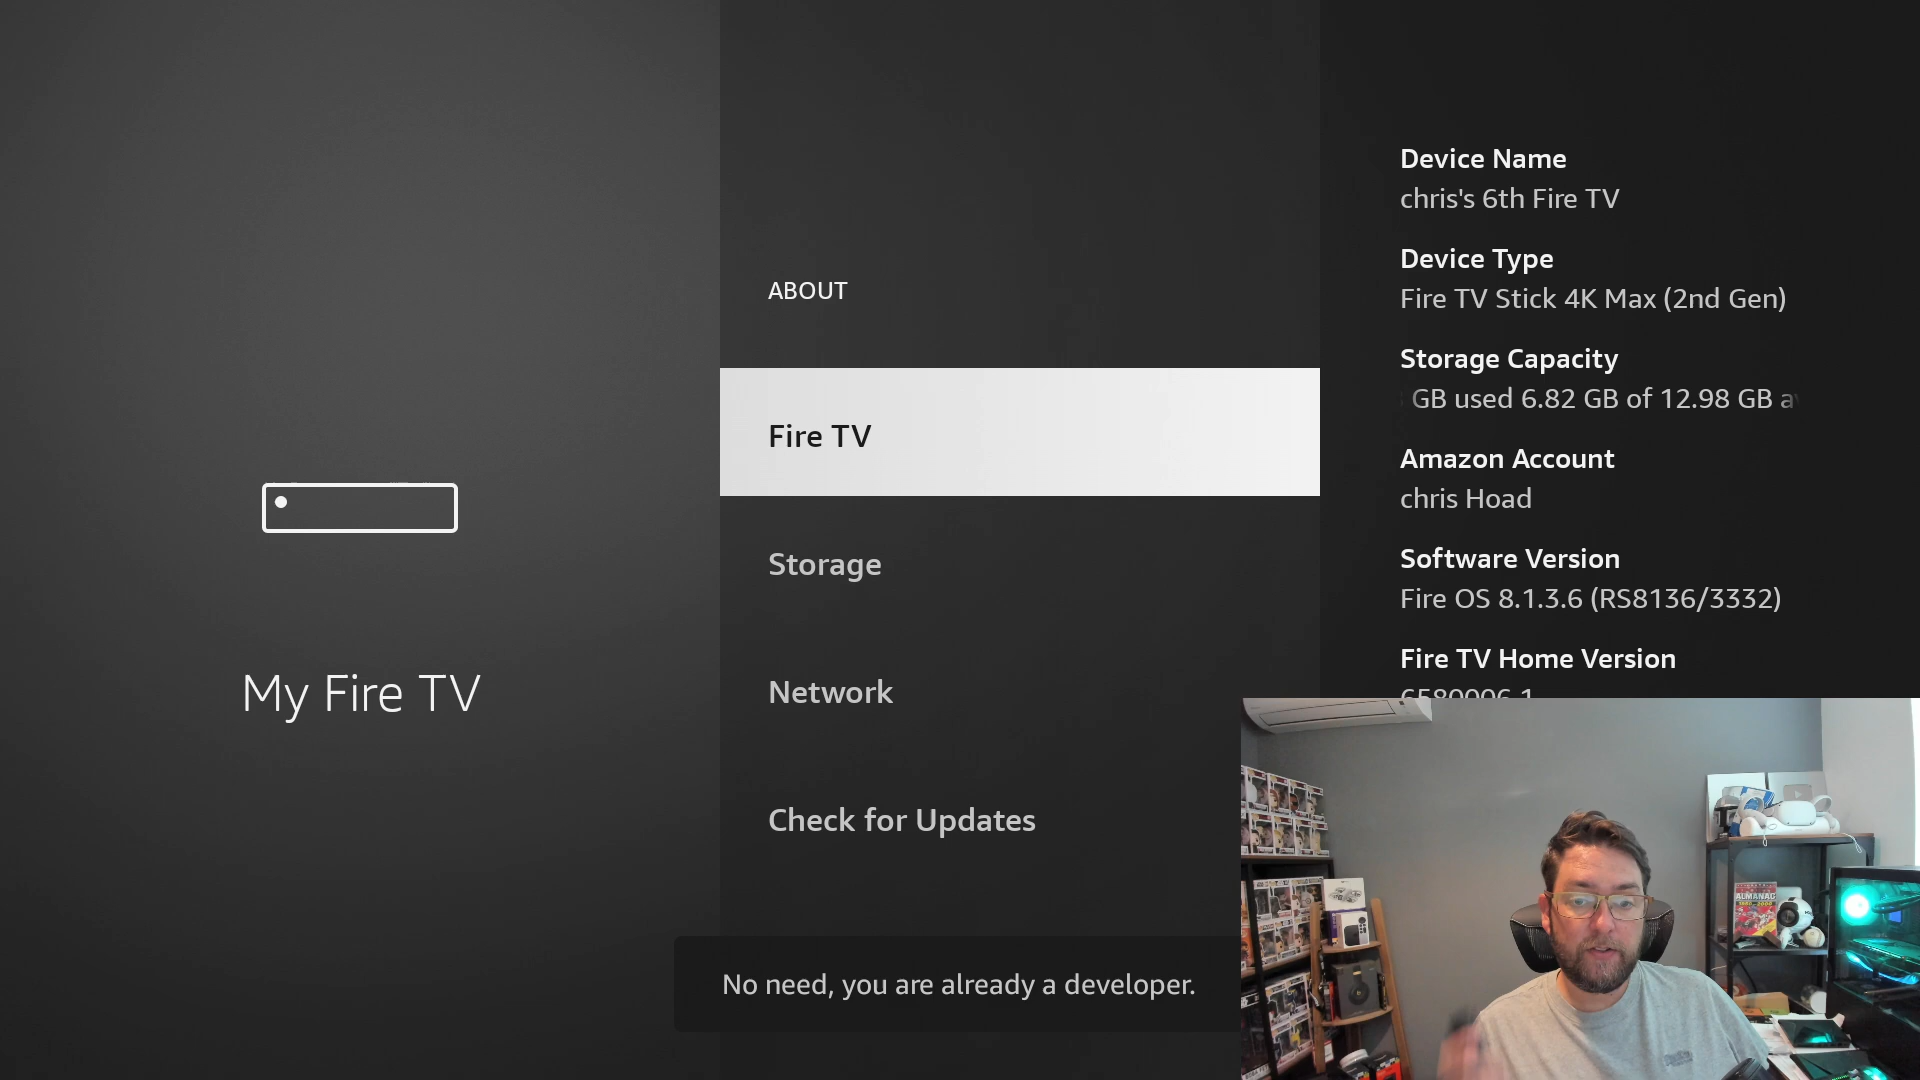 My Fire TV
ABOUT
Fire TV
Storage
Network
Check for Updates
Device Name
chris's 6th Fire TV
Device Type
Fire TV Stick 4K Max (2nd Gen)
Storage Capacity
GB used 6.82 GB of 12.98 GB
Amazon Account
chris Hoad
Software Version
Fire OS 8.1.3.6 (RS8136/3332)
Fire TV Home Version
6580006.1
No need, you are already a developer.
ALMANAC